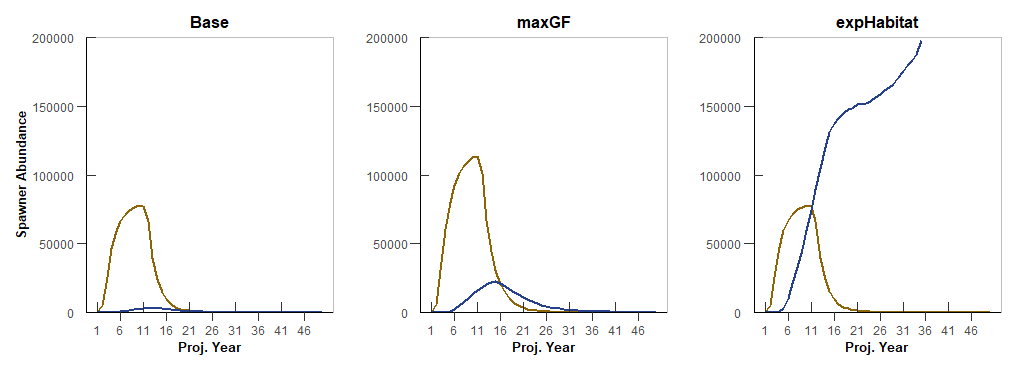 Base
maxGF
expHabitat
Spawner Abundance
200000
150000
100000
50000
0
1 6 11 16 21 26 31 36 41 46
Proj. Year
200000
150000
100000
50000
0
1 6 11 16 21 26 31 36 41 46
Proj. Year
200000
150000
100000
50000
0
1 6 11 16 21 26 31 36 41 46
Proj. Year